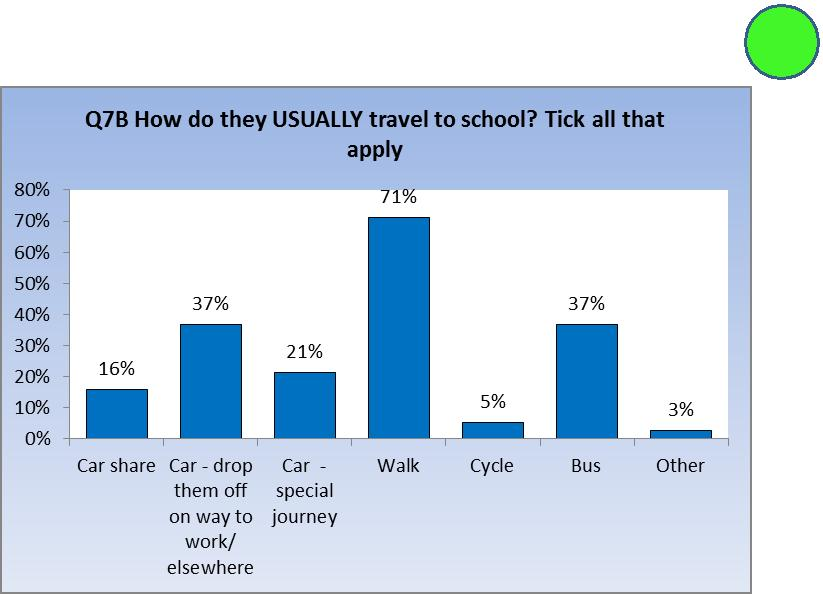 Q7B How do they USUALLY travel to school? Tick all that
apply
80%
70%
60%
50%
40%
30%
20%
10%
0%
16%
37%
21%
71%
5%
37%
3%
Car share
Car - drop
them off
on way to
work/
elsewhere
Car -
special
journey
Walk
Cycle
Bus
Other